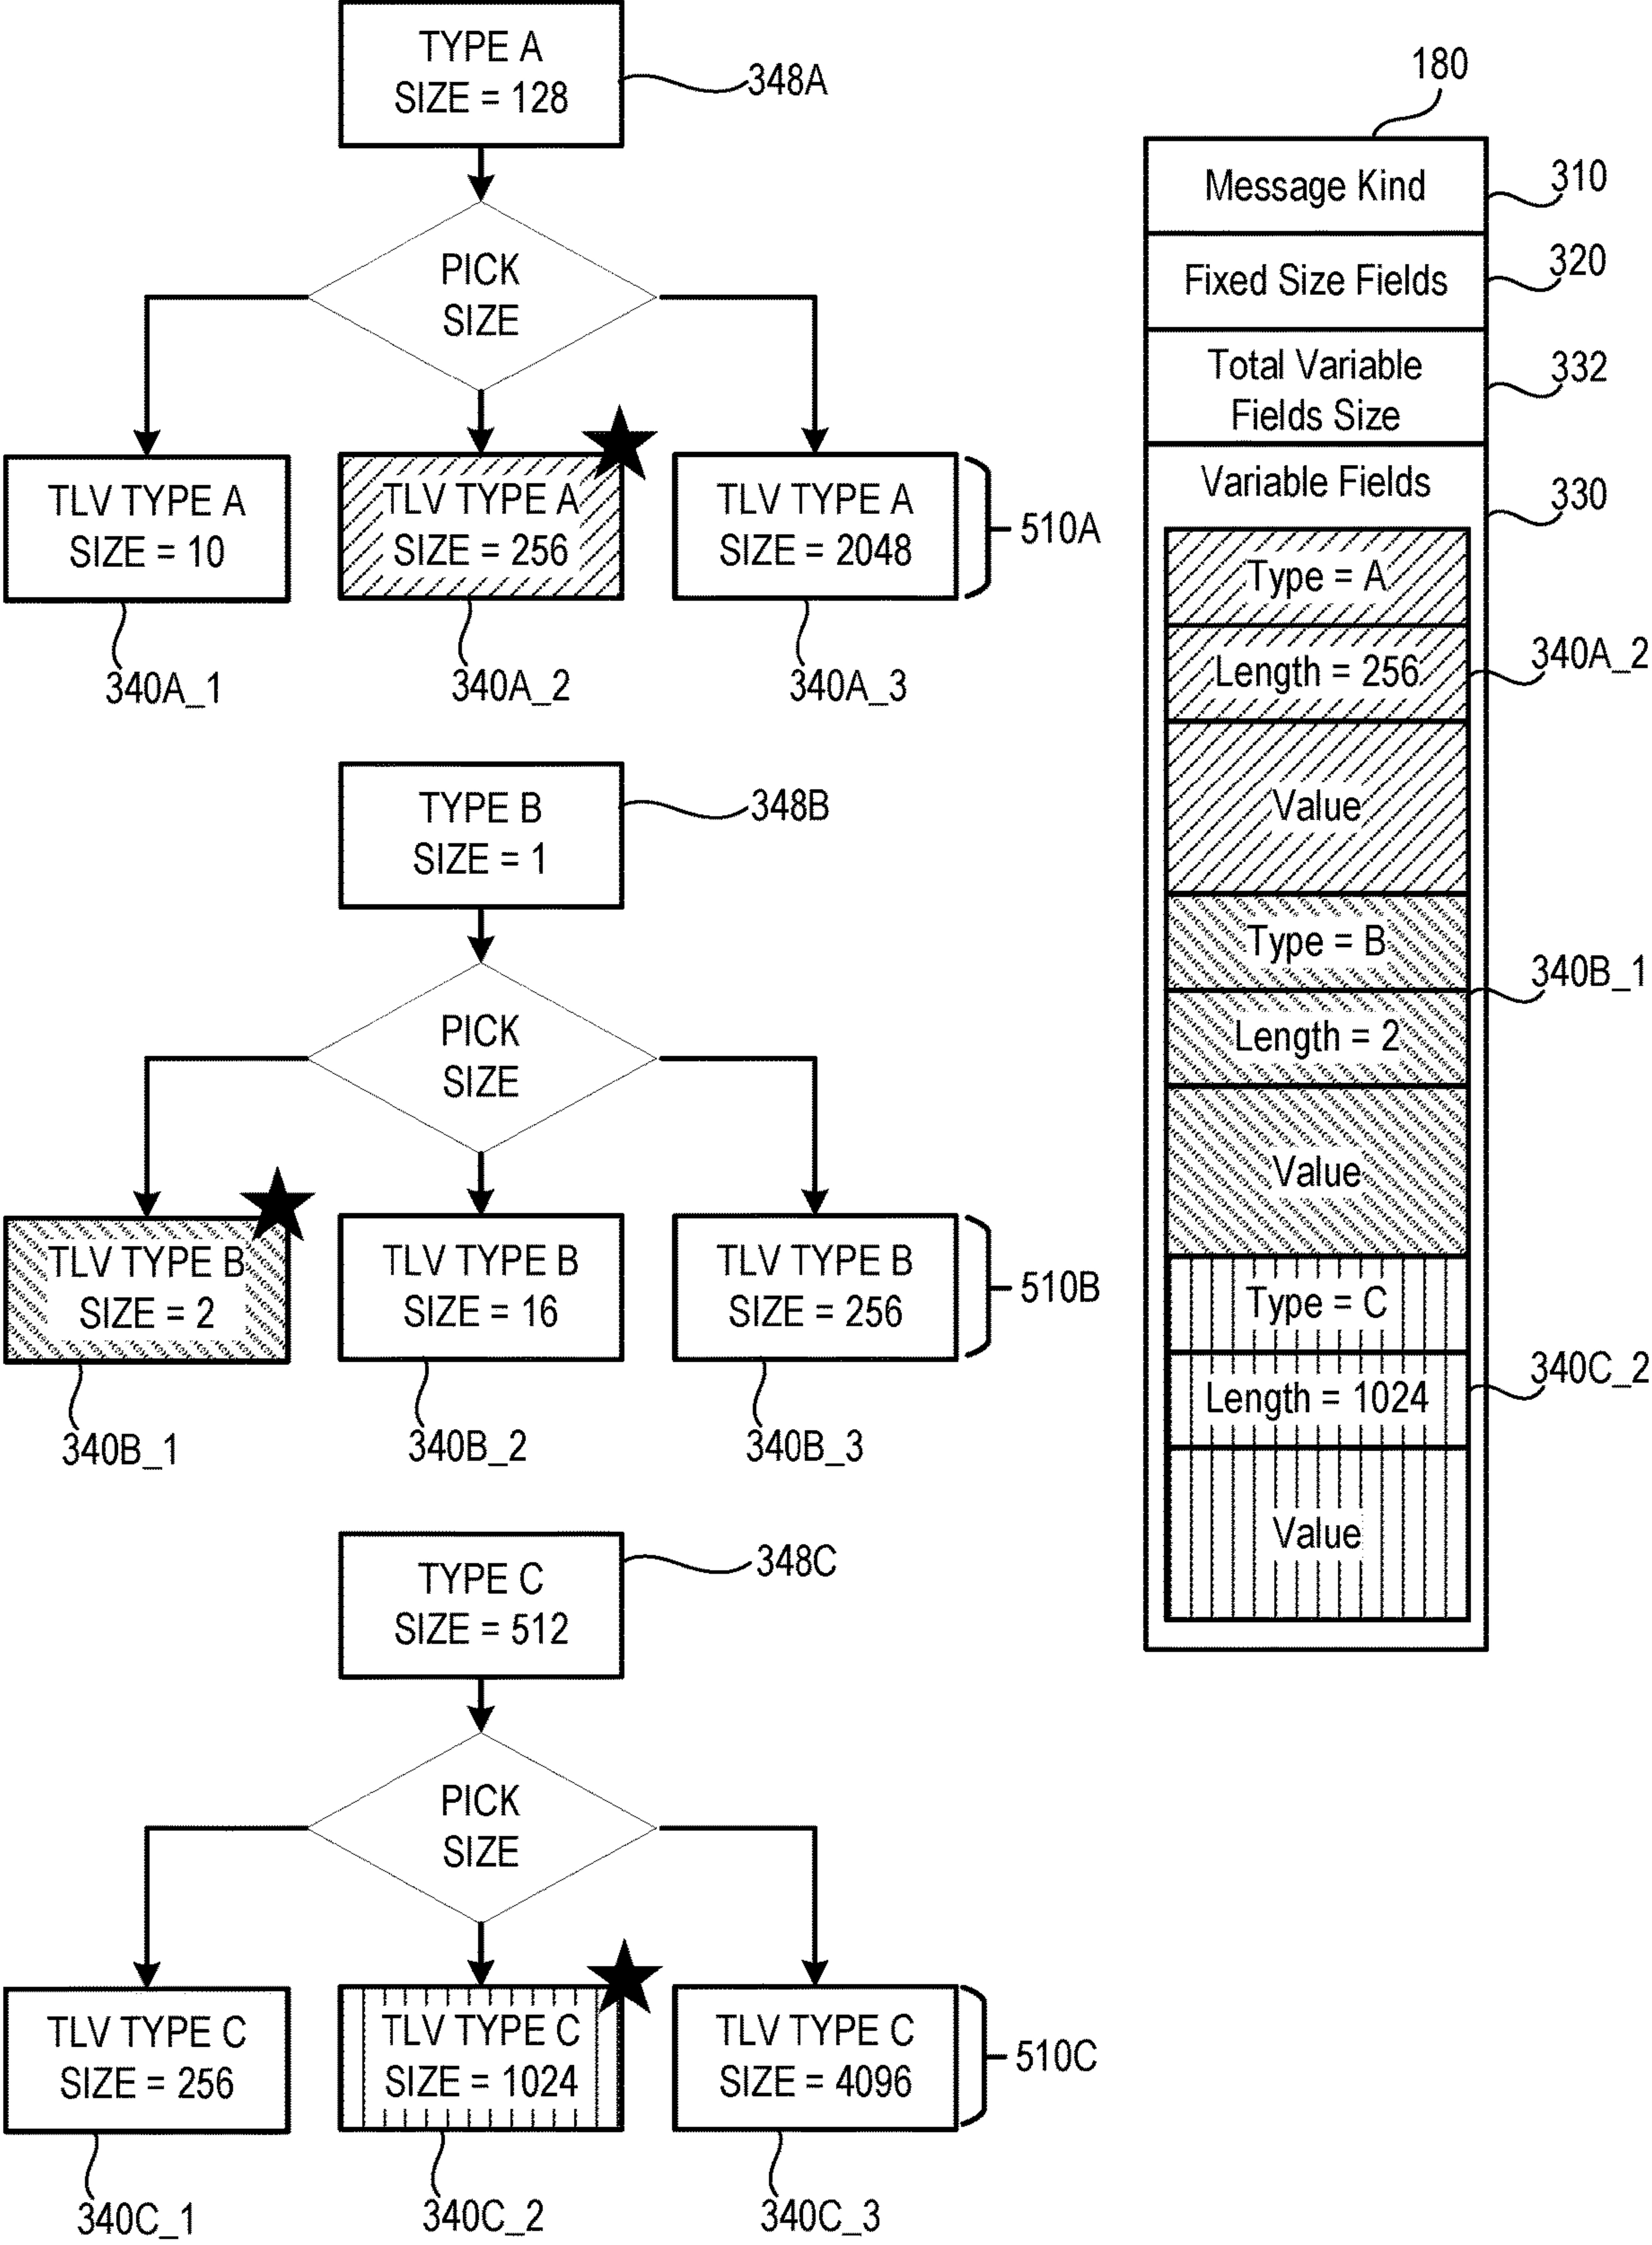 TYPE A
SIZE = 128
348A
PICK
SIZE
TLV TYPE A
SIZE = 10
TLV TYPE A
SIZE = 256
TLV TYPE A
SIZE = 2048
510A
340A_1
340A_2
340A_3
TYPE B
SIZE = 1
348B
PICK
SIZE
TLV TYPE B
SIZE = 2
TLV TYPE B
SIZE = 16
TLV TYPE B
SIZE = 256
510B
340B_1
340B_2
340B_3
TYPE C
SIZE = 512
348C
PICK
SIZE
TLV TYPE C
SIZE = 256
TLV TYPE C
SIZE = 1024
TLV TYPE C
SIZE = 4096
510C
340C_1
340C_2
340C_3
180
Message Kind
310
Fixed Size Fields
320
Total Variable
Fields Size
332
Variable Fields
330
Type = A
Length = 256
340A_2
Value
Type = B
340B_1
Length = 2
Value
Type = C
Length = 1024
340C_2
Value